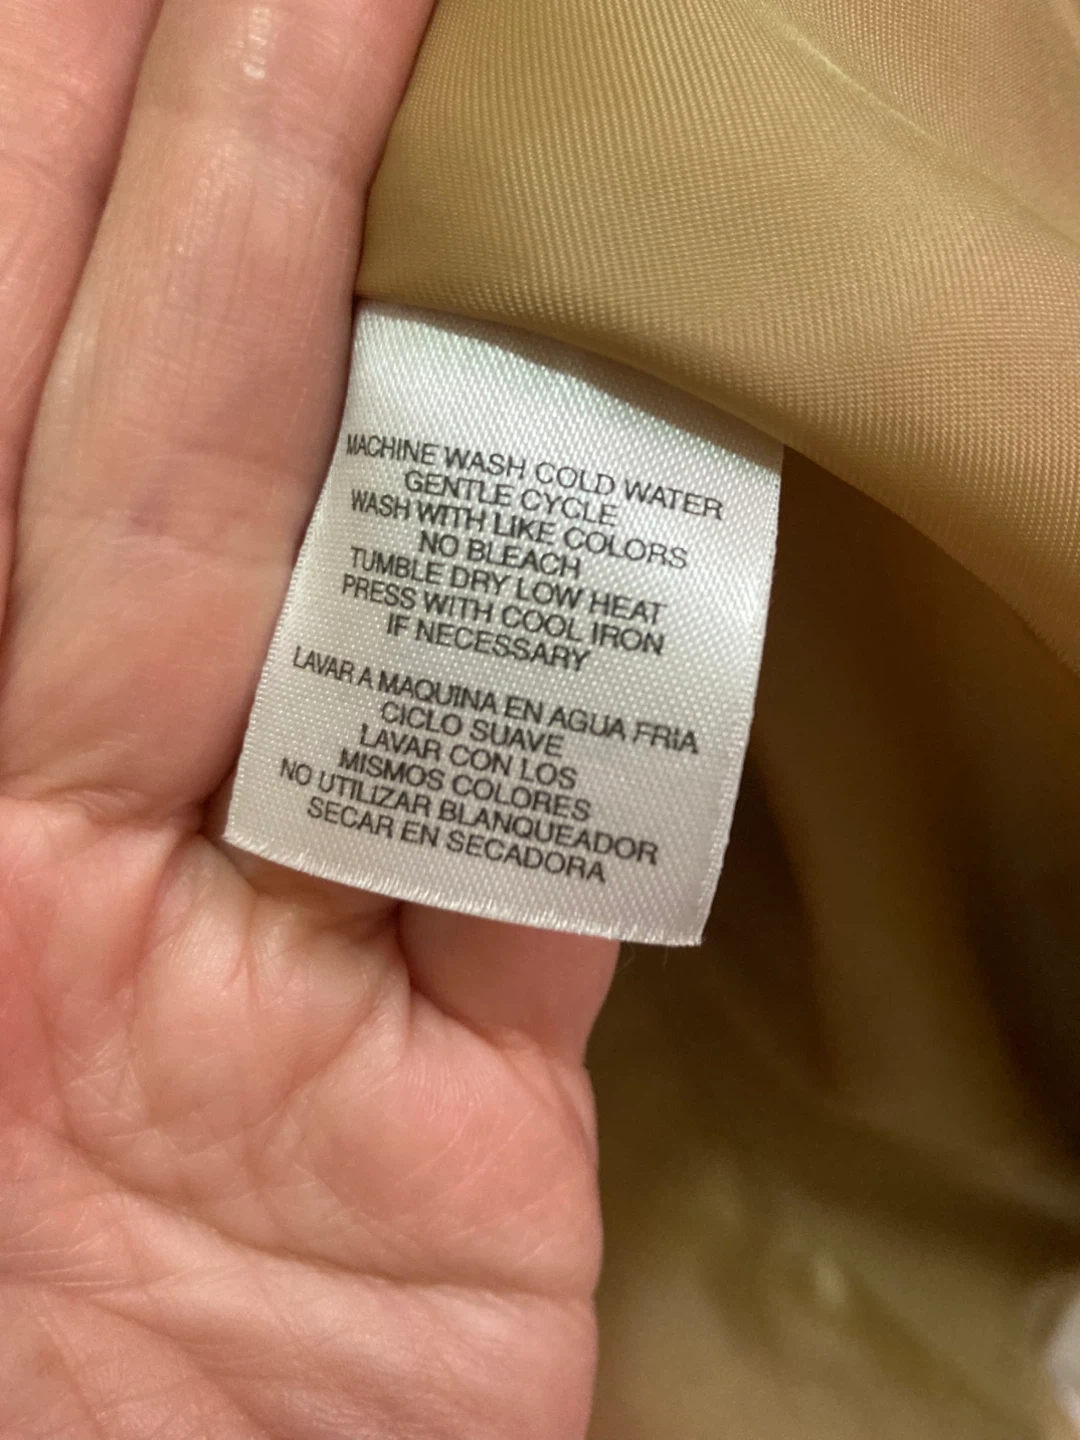 MACHINE WASH COLD WATER
GENTLE CYCLE
WASH WITH LIKE COLORS
NO BLEACH
TUMBLE DRY LOW HEAT
PRESS WITH COOL IRON
IF NECESSARY
LAVAR A MAQUINA EN AGUA FRIA
CICLO SUAVE
LAVAR CON LOS
MISMOS COLORES
NO UTILIZAR BLANQUEADOR
SECAR EN SECADORA